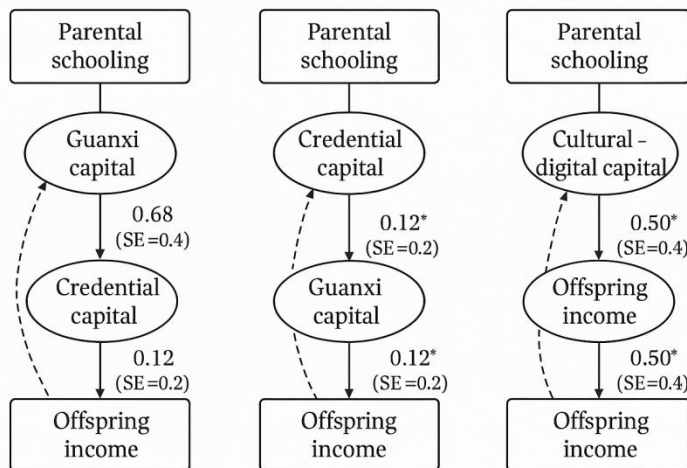 Parental
schooling
Guanxi
capital
0.68
(SE=0.4)
Credential
capital
0.12
(SE=0.2)
Offspring
income
Parental
schooling
Credential
capital
0.12*
(SE=0.2)
Guanxi
capital
0.12*
(SE=0.2)
Offspring
income
Parental
schooling
Cultural –
digital capital
0.50*
(SE=0.4)
Offspring
income
0.50*
(SE=0.4)
Offspring
income